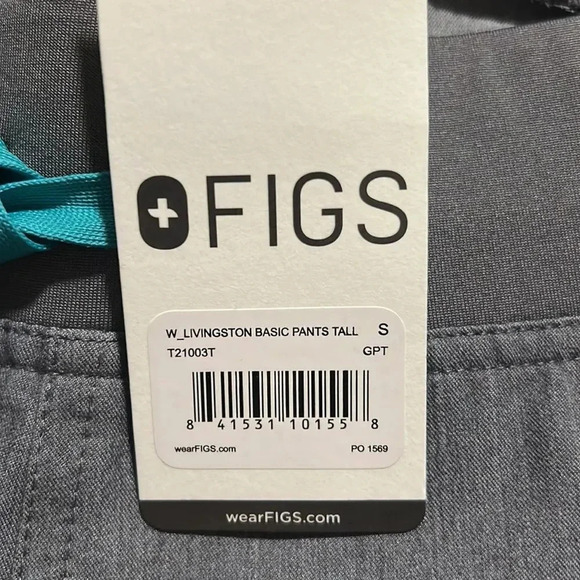 FIGS
W_LIVINGSTON BASIC PANTS TALL S
T21003T GPT
8 41531 10155 8
wearFIGS.com PO 1569
wearFIGS.com